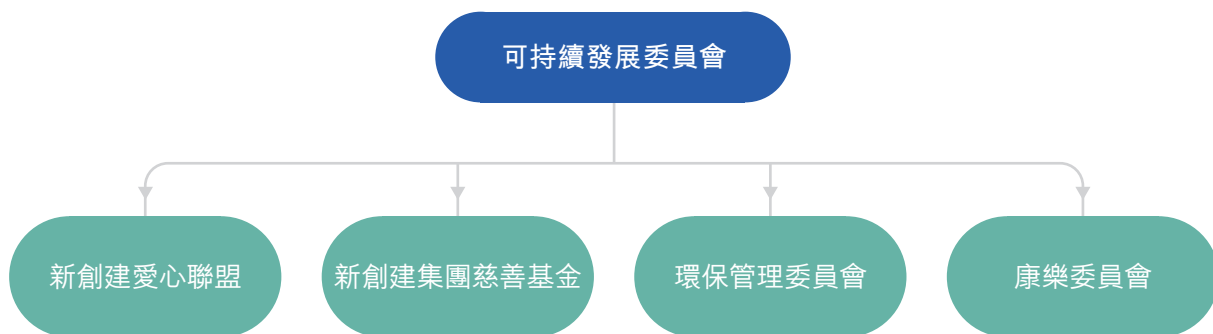 可持續發展委員會
新創建愛心聯盟
新創建集團慈善基金
環保管理委員會
康樂委員會